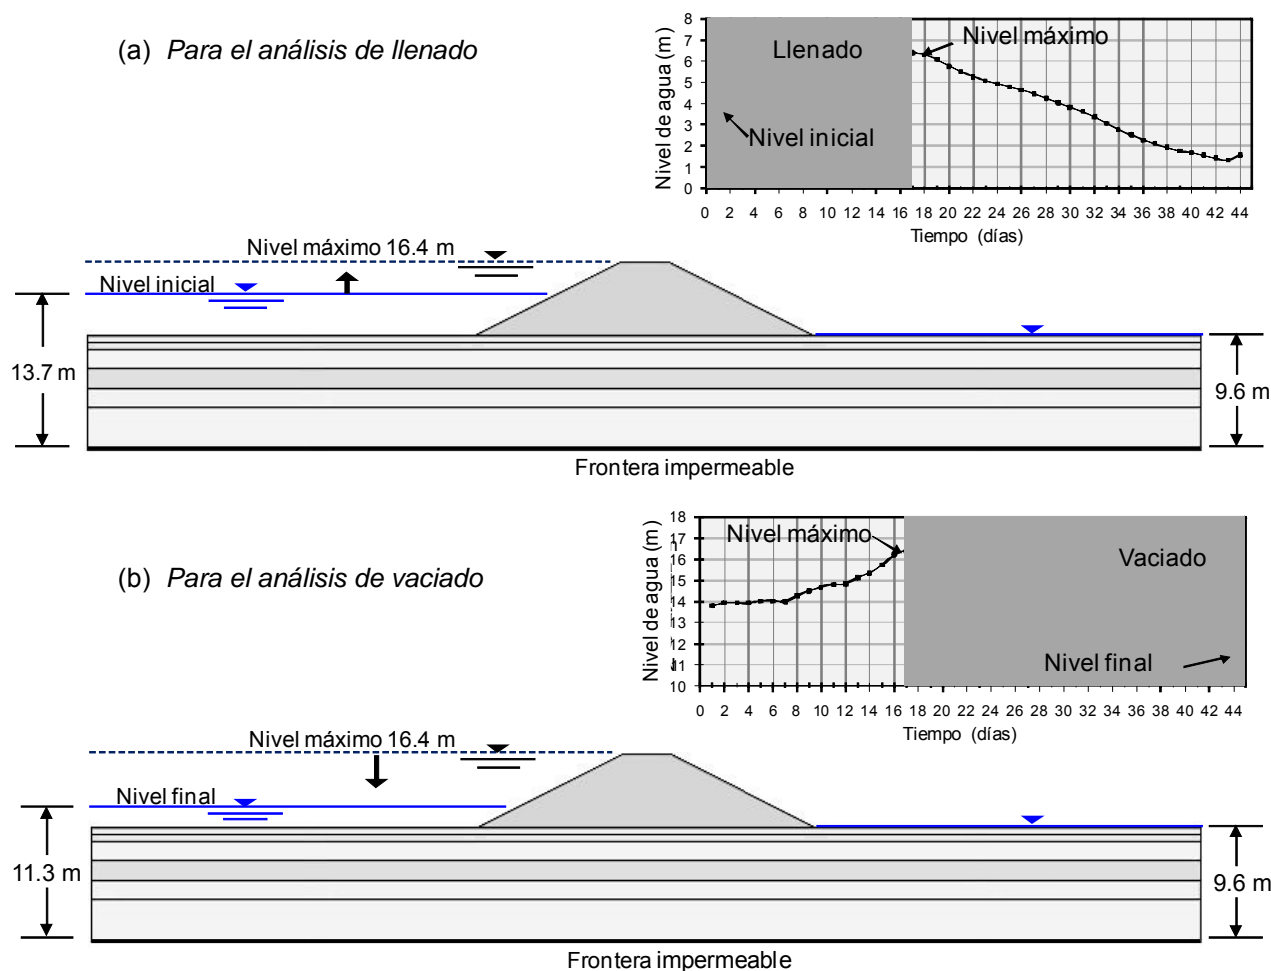 (a) Para el análisis de llenado
8
7
6
5
4
3
2
1
0
Nivel de agua (m)
Llenado
Nivel máximo
Nivel inicial
0 2 4 6 8 10 12 14 16 18 20 22 24 26 28 30 32 34 36 38 40 42 44
Tiempo (días)
Nivel máximo 16.4 m
Nivel inicial
13.7 m
9.6 m
Frontera impermeable
(b) Para el análisis de vaciado
18
17
16
15
14
13
12
11
10
Nivel de agua (m)
Nivel máximo
Vaciado
Nivel final
0 2 4 6 8 10 12 14 16 18 20 22 24 26 28 30 32 34 36 38 40 42 44
Tiempo (días)
Nivel máximo 16.4 m
Nivel final
11.3 m
9.6 m
Frontera impermeable